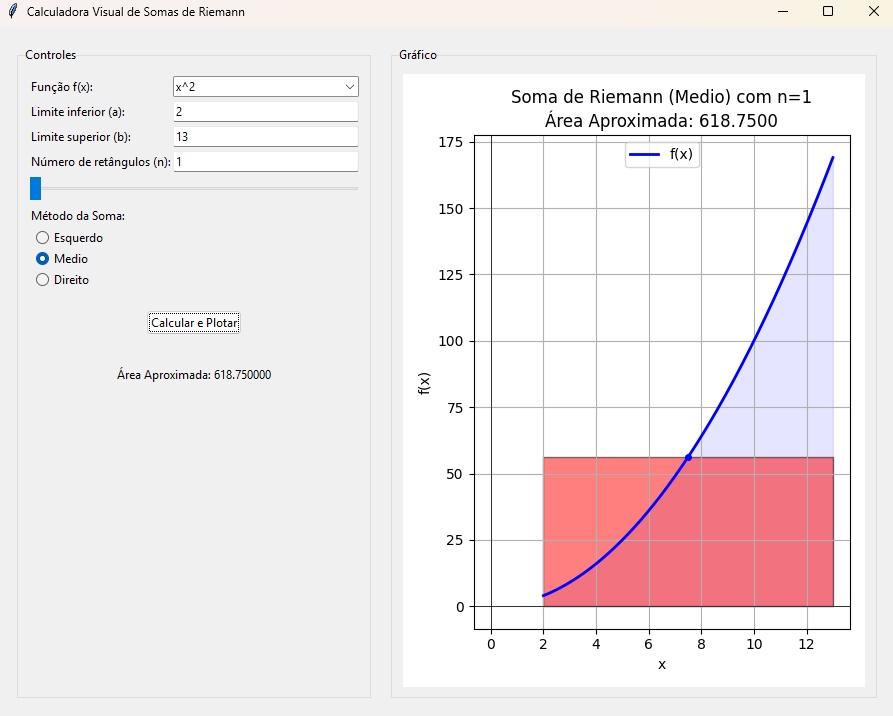 Calculadora Visual de Somas de Riemann
Controles
Função f(x): x^2
Limite inferior (a): 2
Limite superior (b): 13
Número de retângulos (n): 1
Método da Soma:
Esquerdo
Medio
Direito
Calcular e Plotar
Área Aproximada: 618.750000
Gráfico
Soma de Riemann (Medio) com n=1
Área Aproximada: 618.7500
f(x)
175
150
125
100
75
50
25
0
f(x)
0 2 4 6 8 10 12
x